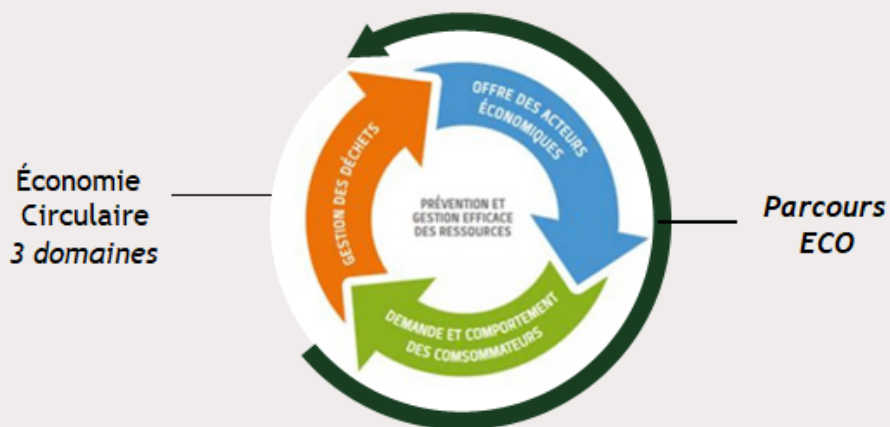 Économie
Circulaire
3 domaines
GESTION DES DÉCHETS
OFFRE DES ACTEURS
ÉCONOMIQUES
PRÉVENTION ET
GESTION EFFICACE
DES RESSOURCES
DEMANDE ET COMPORTEMENT
DES COMSOMMATEURS
Parcours
ECO